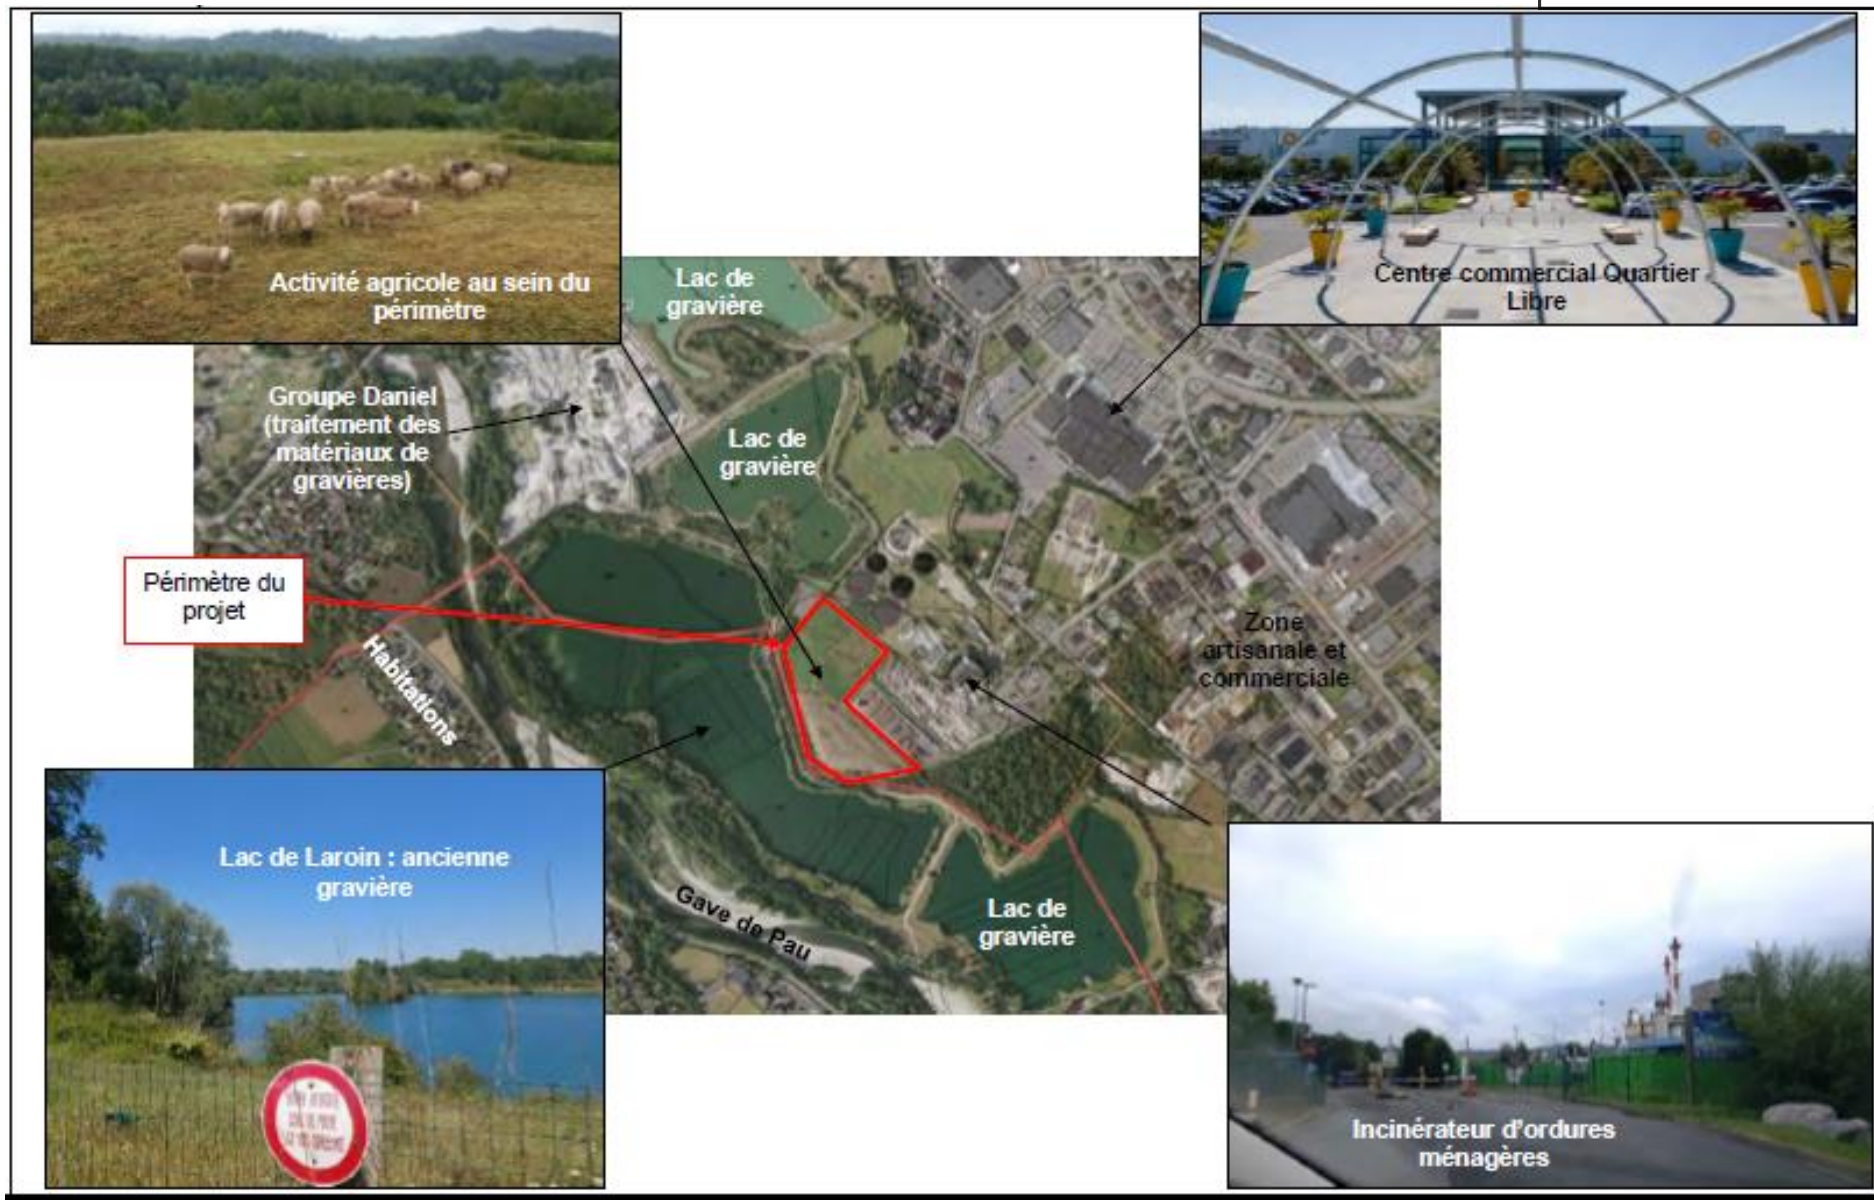 Activité agricole au sein du
périmètre
Centre commercial Quartier
Libre
Lac de
gravière
Groupe Daniel
(traitement des
matériaux de
gravières)
Lac de
gravière
Périmètre du
projet
Habitations
Zone
artisanale et
commerciale
Lac de Laroin : ancienne
gravière
Gave de Pau
Lac de
gravière
Incinérateur d'ordures
ménagères